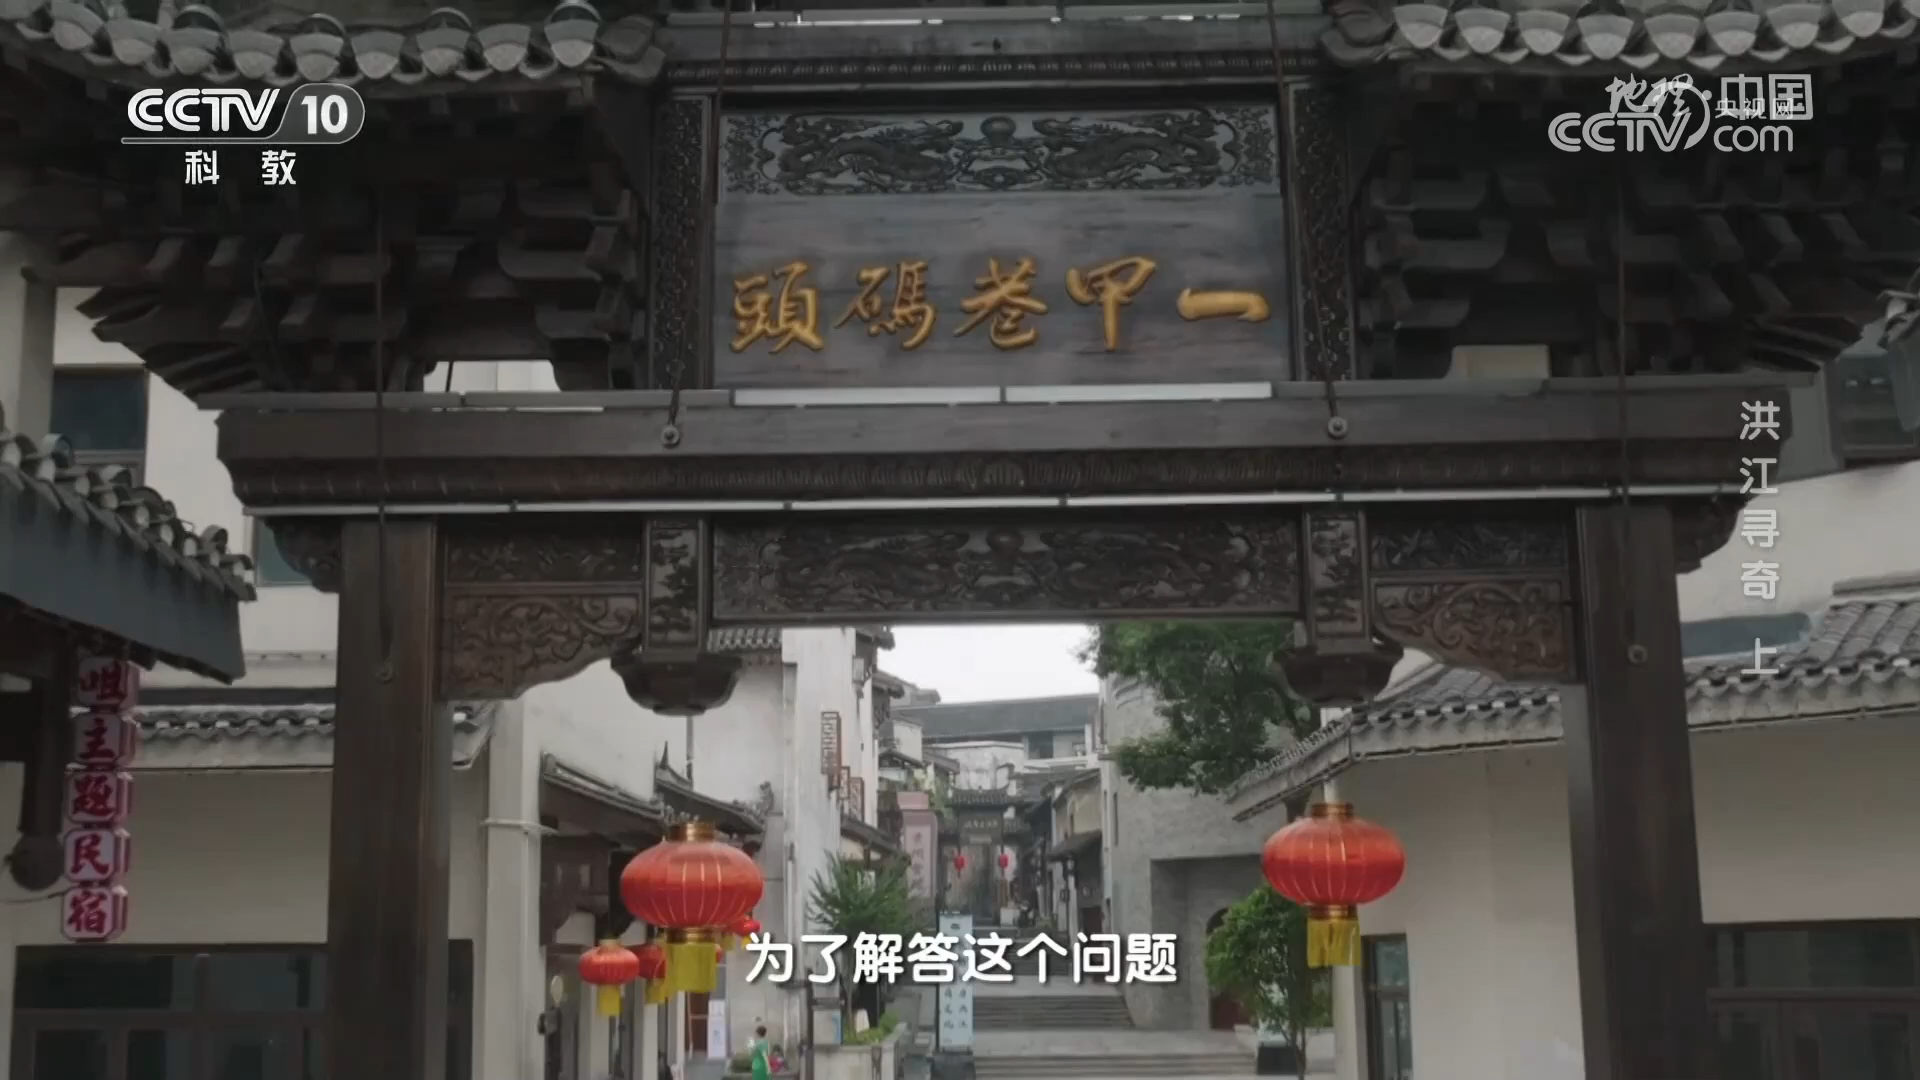 CCTV 10
科 教
地理·中国
央视网
CCTV.com
頭碼巷甲一
洪江寻奇 上
咀主题民宿
为了解答这个问题